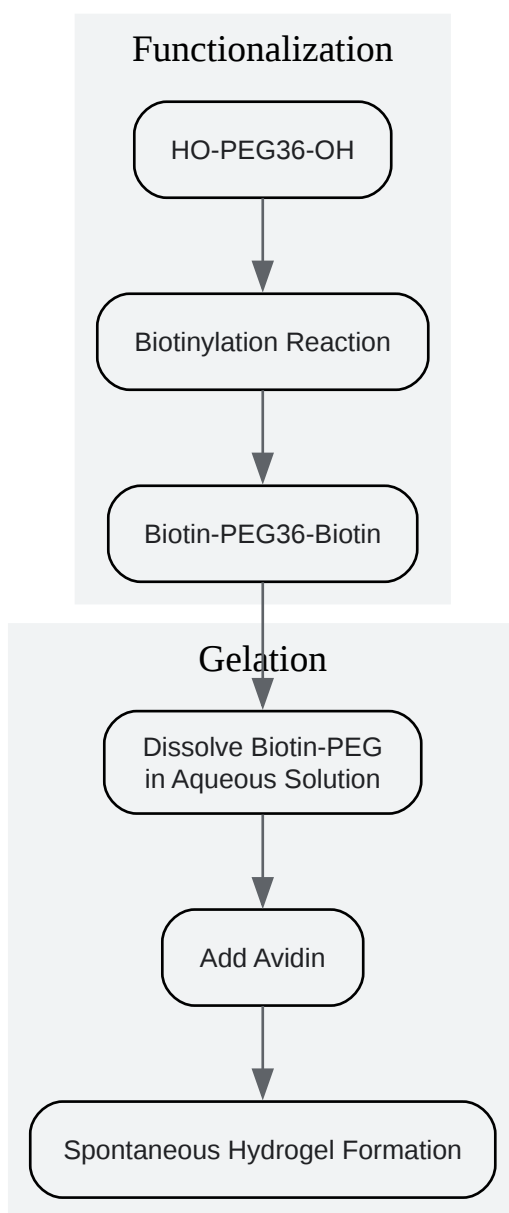 Functionalization
HO-PEG36-OH
Biotinylation Reaction
Biotin-PEG36-Biotin
Gelation
Dissolve Biotin-PEG
in Aqueous Solution
Add Avidin
Spontaneous Hydrogel Formation